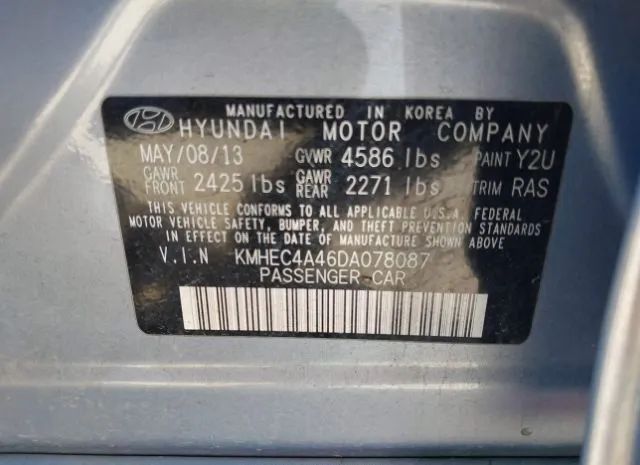 MANUFACTURED IN KOREA BY
HYUNDAI MOTOR COMPANY
MAY/08/13 GVWR 4586 lbs PAINT Y2U
GAWR FRONT 2425 lbs GAWR REAR 2271 lbs TRIM RAS
THIS VEHICLE CONFORMS TO ALL APPLICABLE U.S.A. FEDERAL
MOTOR VEHICLE SAFETY, BUMPER, AND THEFT PREVENTION
STANDARDS IN EFFECT ON THE DATE OF MANUFACTURE SHOWN ABOVE
V.I.N KMHEC4A46DA078087
PASSENGER CAR